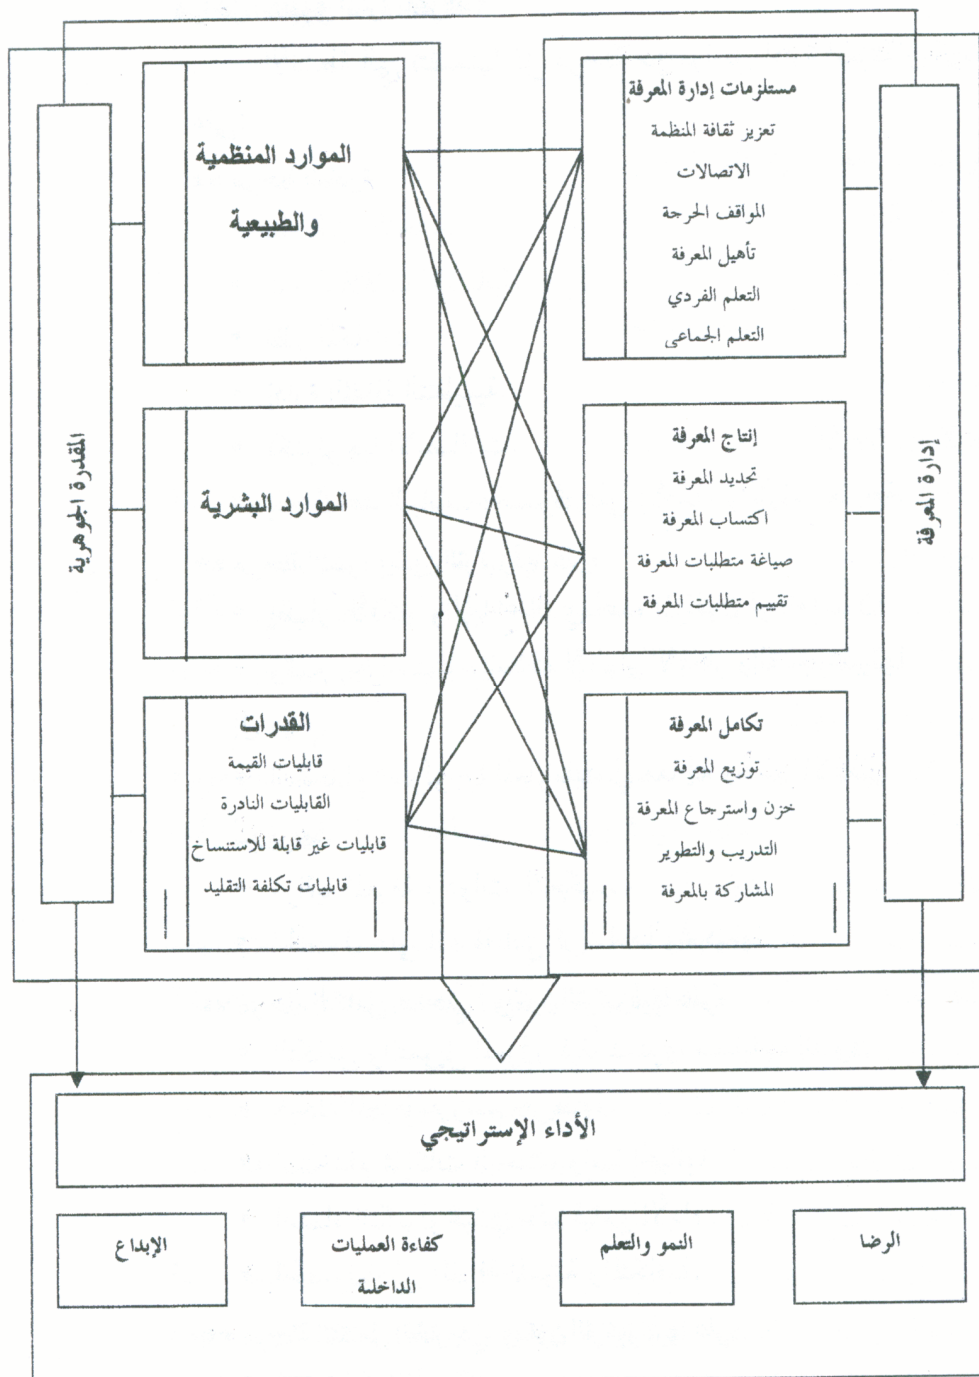 إدارة المعرفة
مستلزمات إدارة المعرفة
تعزيز ثقافة المنظمة
الاتصالات
المواقف الحرجة
تأهيل المعرفة
التعلم الفردي
التعلم الجماعي
إنتاج المعرفة
تحديد المعرفة
اكتساب المعرفة
صياغة متطلبات المعرفة
تقييم متطلبات المعرفة
تكامل المعرفة
توزيع المعرفة
خزن واسترجاع المعرفة
التدريب والتطوير
المشاركة بالمعرفة
الموارد المنظمية
والطبيعية
الموارد البشرية
القدرات
قابليات القيمة
القابليات النادرة
قابليات غير قابلة للاستنساخ
قابليات تكلفة التقليد
المقدرة الجوهرية
الأداء الإستراتيجي
الرضا
النمو والتعلم
كفاءة العمليات
الداخلية
الإبداع